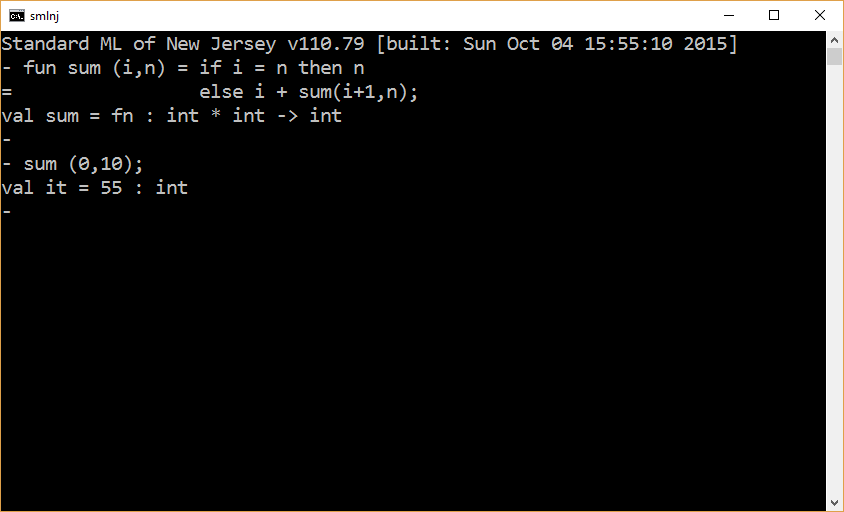 smlnj
Standard ML of New Jersey v110.79 [built: Sun Oct 04 15:55:10 2015]
- fun sum (i,n) = if i = n then n
=                 else i + sum(i+1,n);
val sum = fn : int * int -> int
-
- sum (0,10);
val it = 55 : int
-